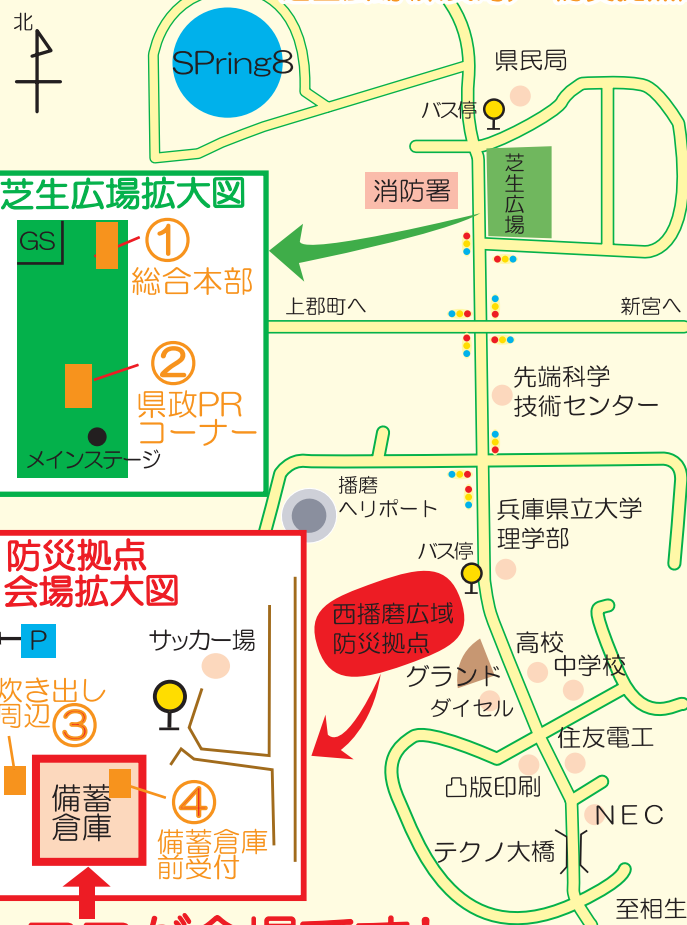 北
SPring8
県民局
バス停
芝生広場
消防署
芝生広場拡大図
GS
①
総合本部
②
県政PR
コーナー
メインステージ
上郡町へ
新宮へ
先端科学
技術センター
播磨
ヘリポート
兵庫県立大学
理学部
バス停
防災拠点
会場拡大図
P
サッカー場
炊き出し
周辺③
備蓄
倉庫
④
備蓄倉庫
前受付
西播磨広域
防災拠点
グランド
ダイセル
高校
中学校
住友電工
凸版印刷
NEC
テクノ大橋
至相生